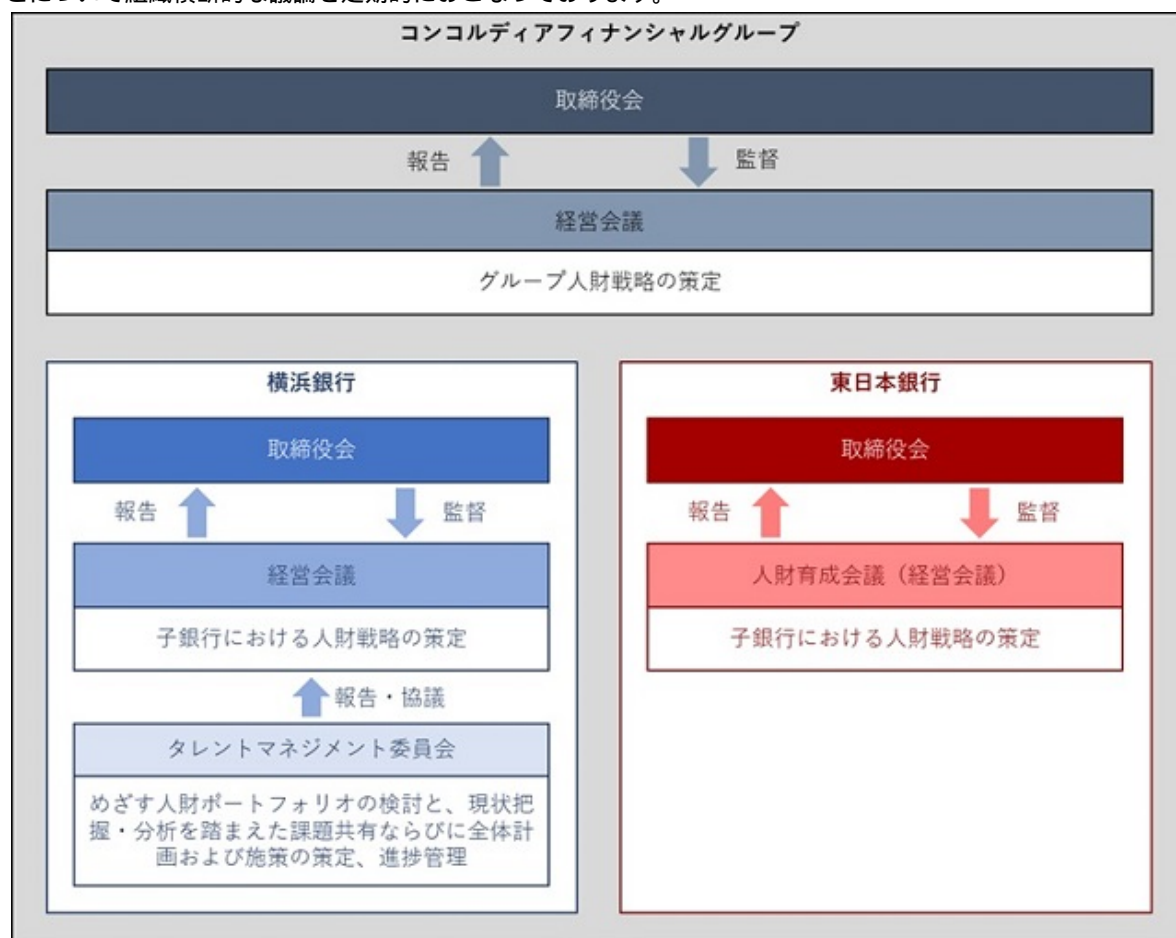 コンコルディアフィナンシャルグループ
取締役会
報告
監督
経営会議
グループ人財戦略の策定
横浜銀行
取締役会
報告
監督
経営会議
子銀行における人財戦略の策定
報告・協議
タレントマネジメント委員会
めざす人財ポートフォリオの検討と、現状把
握・分析を踏まえた課題共有ならびに全体計
画および施策の策定、進捗管理
東日本銀行
取締役会
報告
監督
人財育成会議（経営会議）
子銀行における人財戦略の策定